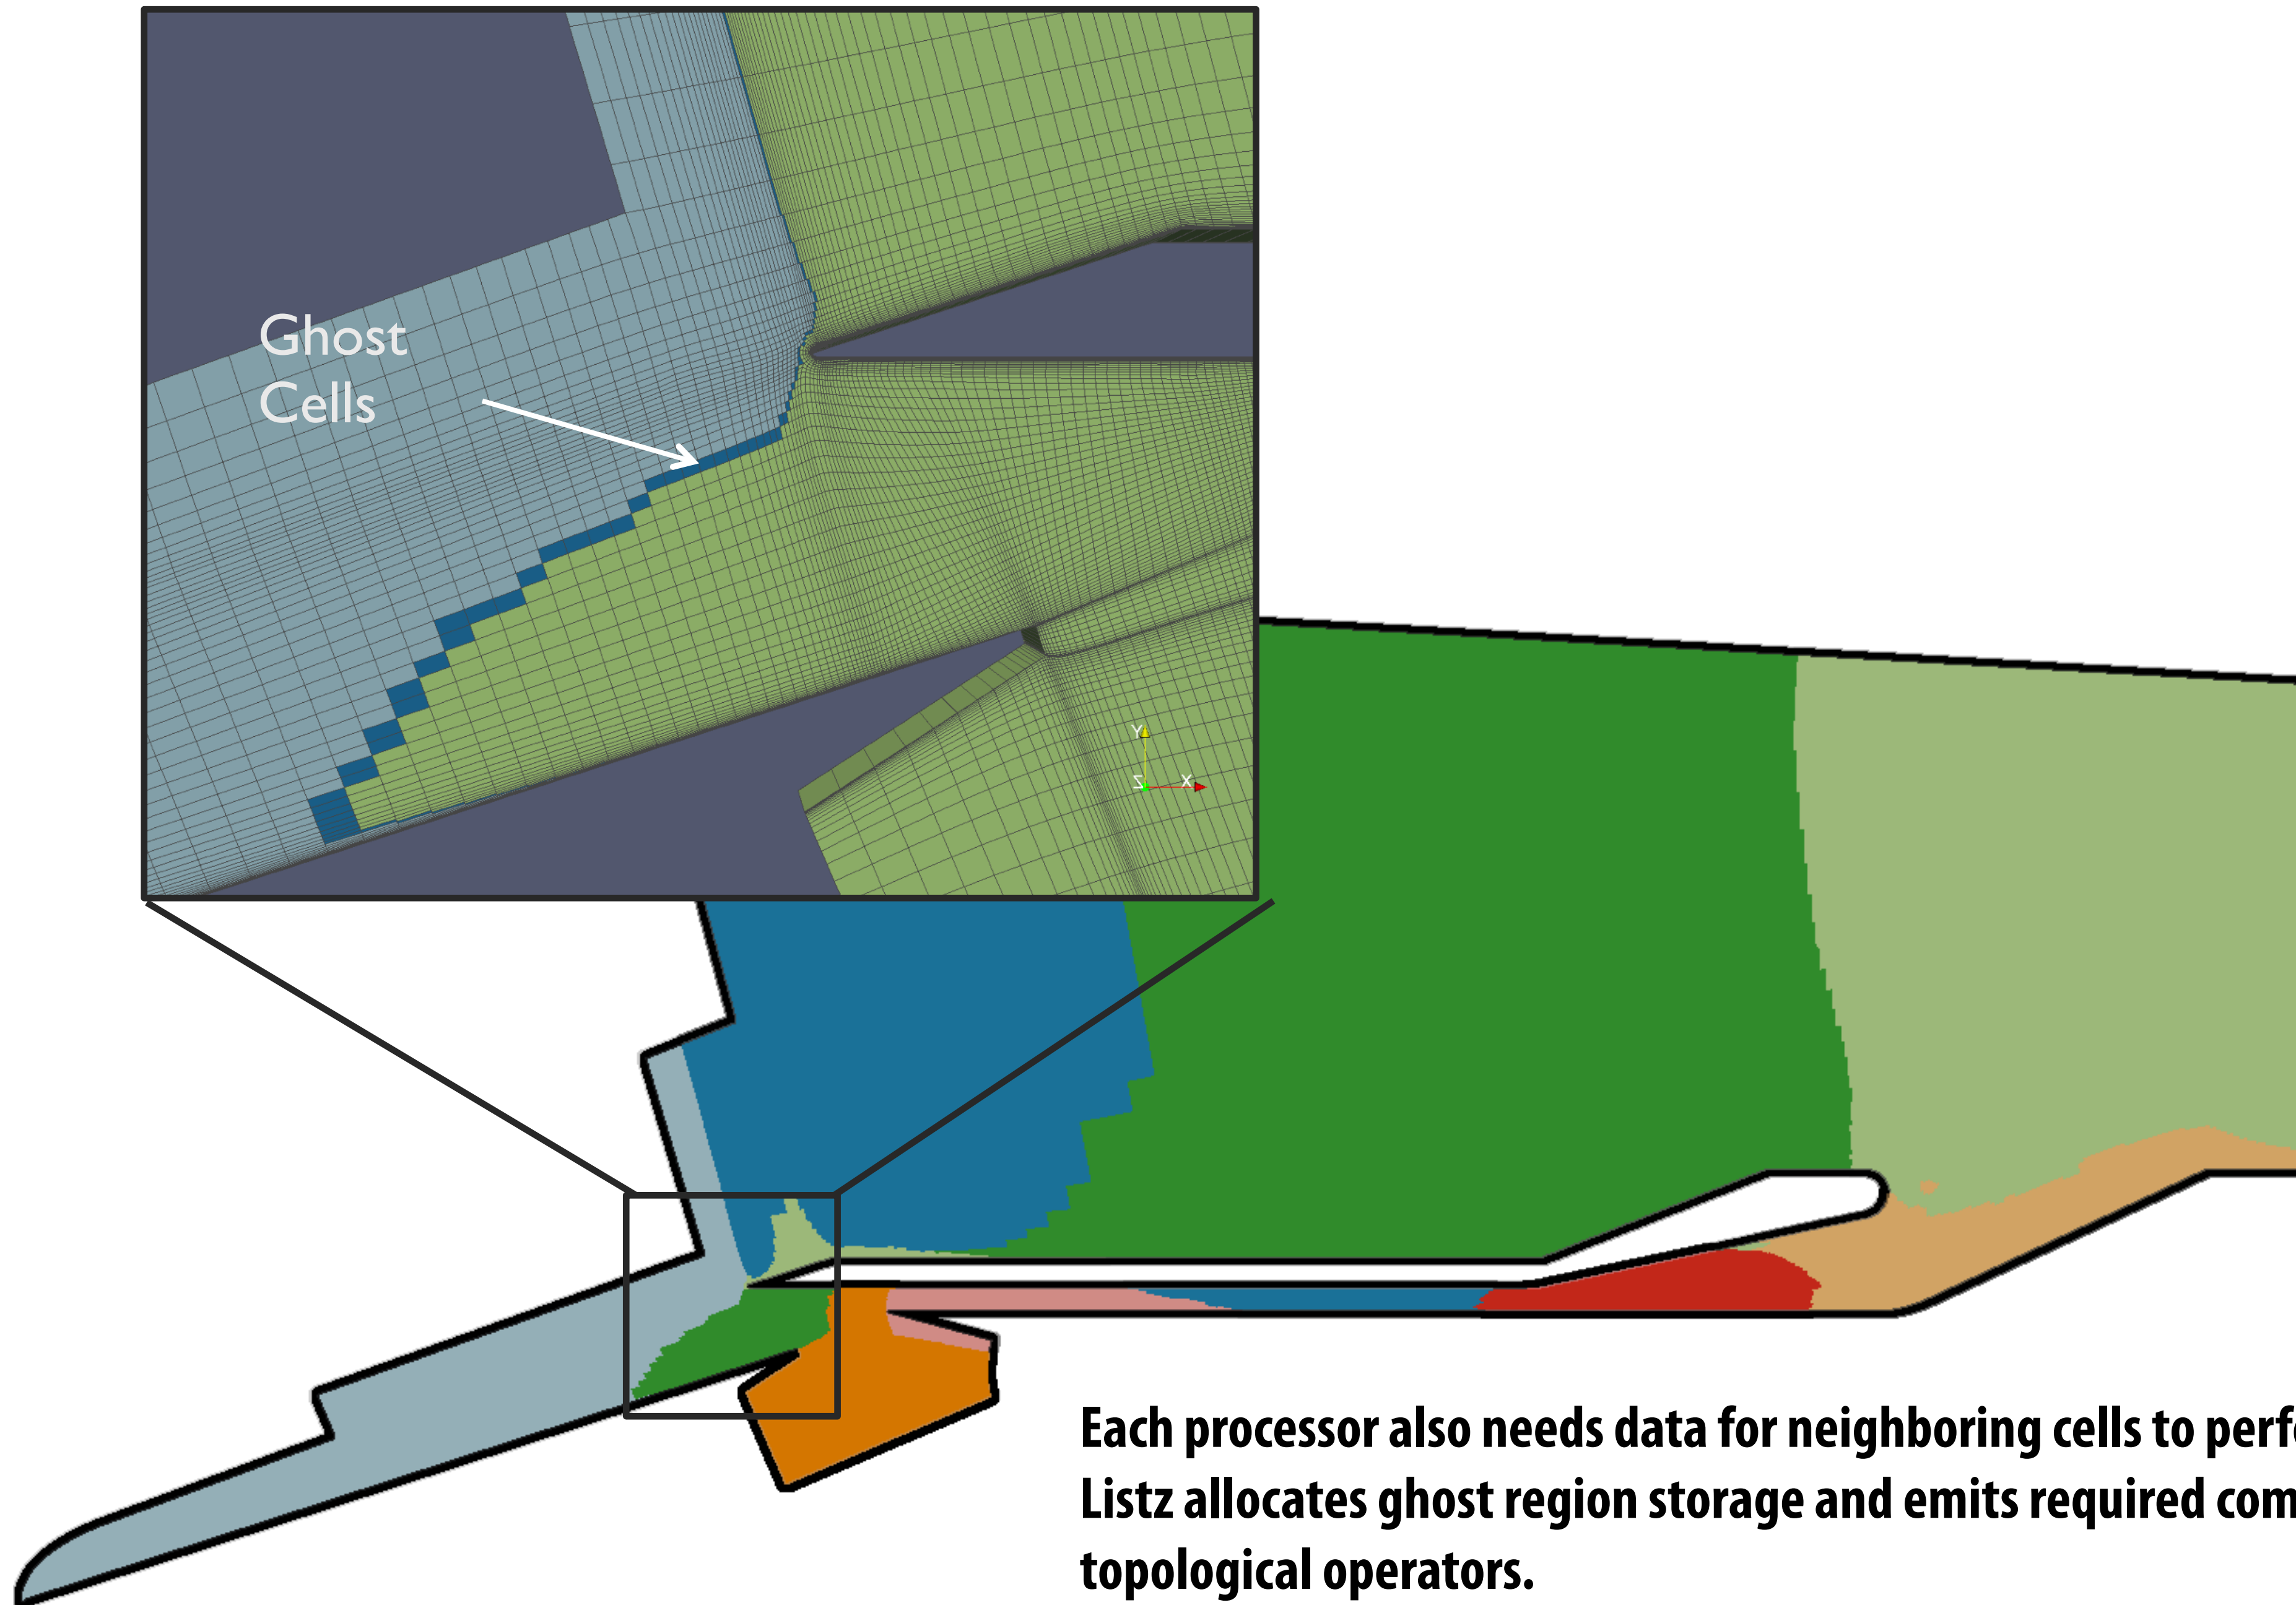 Ghost
Cells
Y
Z
X
Each processor also needs data for neighboring cells to perf
Listz allocates ghost region storage and emits required com
topological operators.